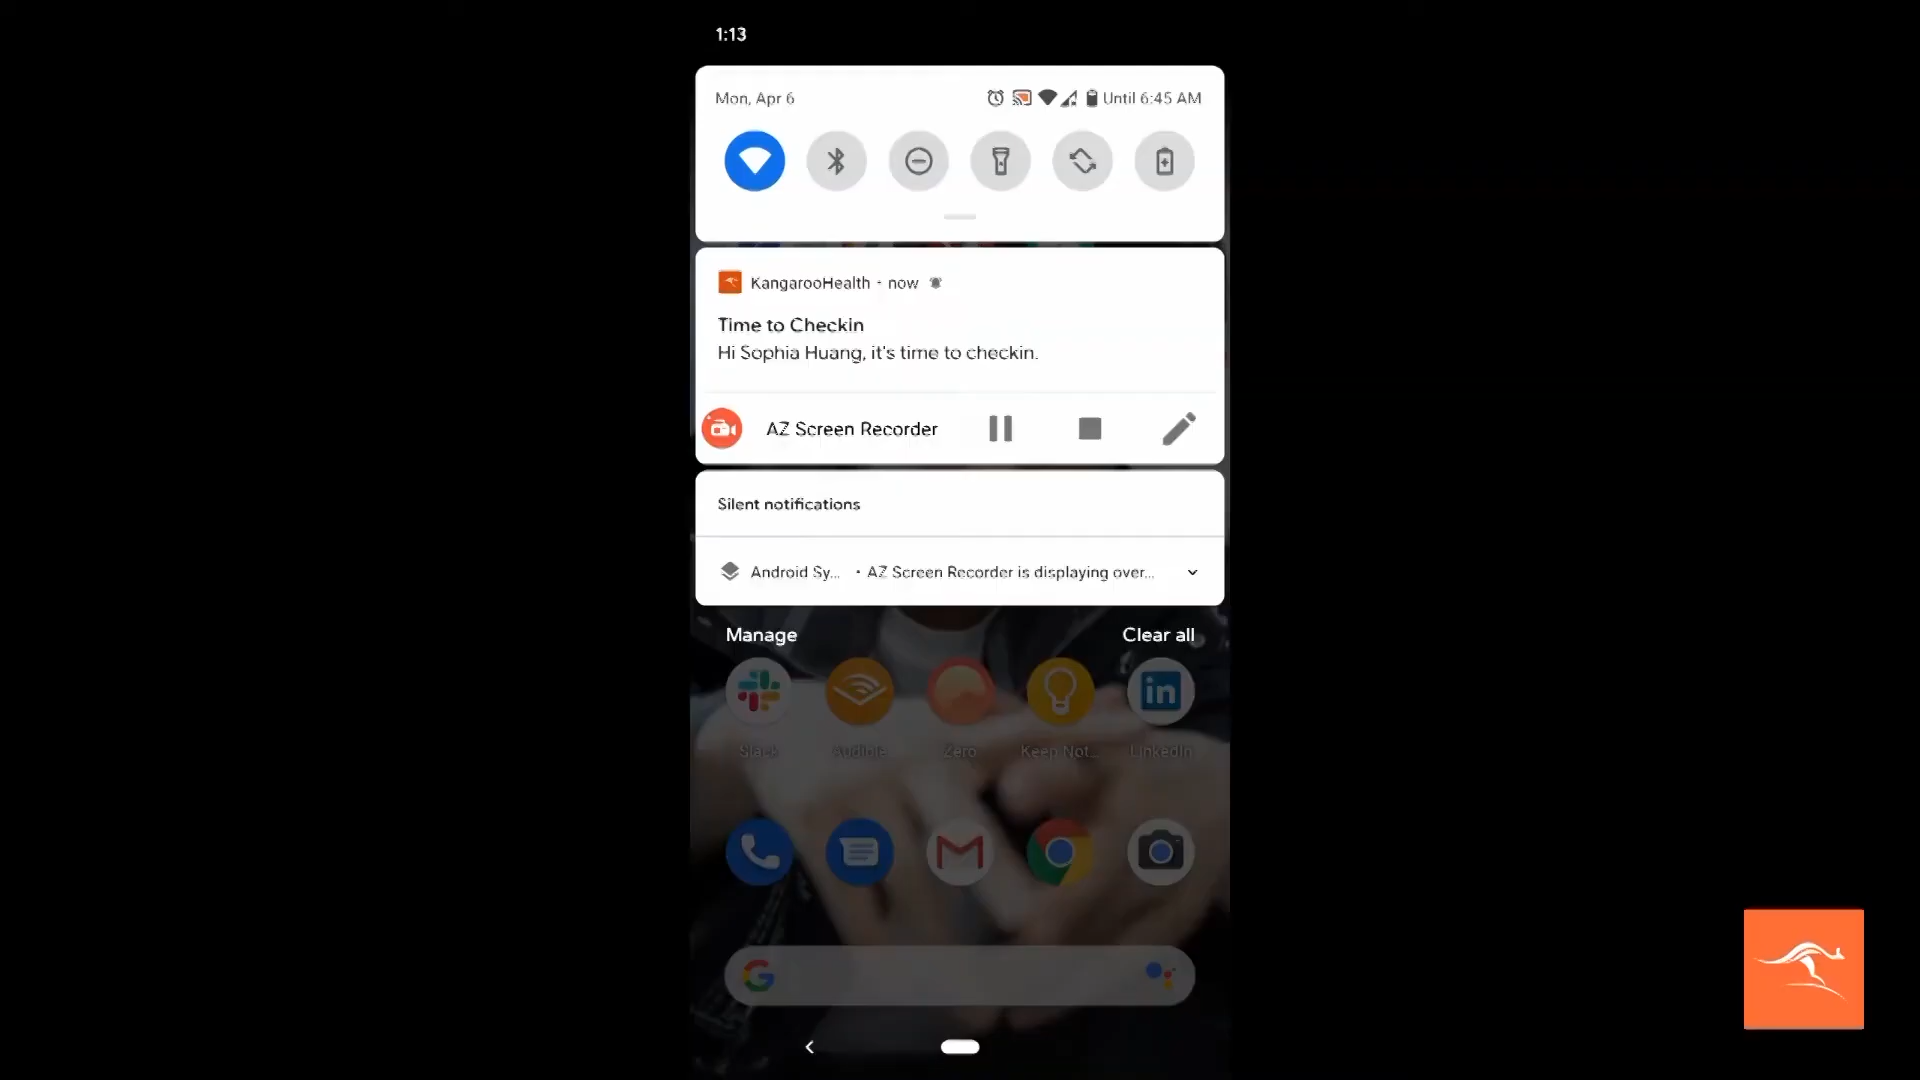 1:13
Mon, Apr 6
Until 6:45 AM
KangarooHealth • now
Time to Checkin
Hi Sophia Huang, it's time to checkin.
AZ Screen Recorder
Silent notifications
Android Sy... • AZ Screen Recorder is displaying over...
Manage
Clear all
Slack
Audible
Zero
Keep Not...
LinkedIn